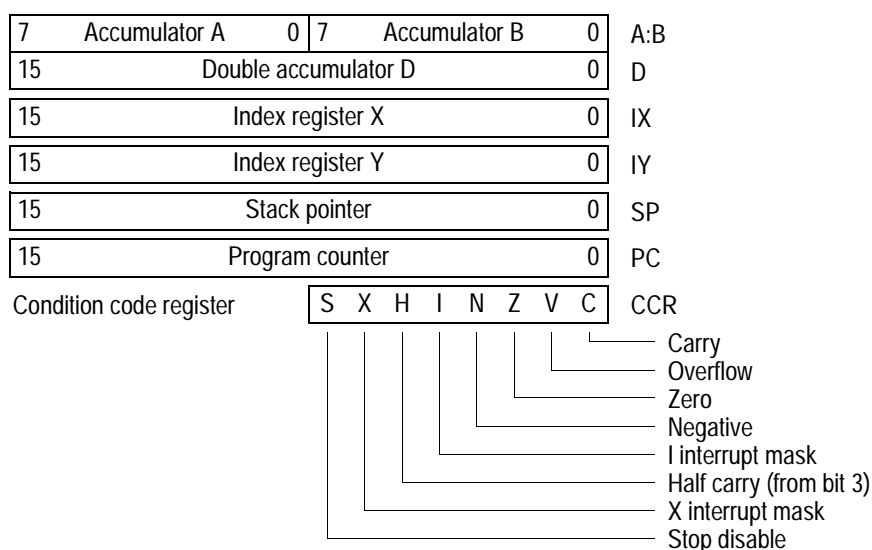 7 Accumulator A 0 7 Accumulator B 0 A:B
15 Double accumulator D 0 D
15 Index register X 0 IX
15 Index register Y 0 IY
15 Stack pointer 0 SP
15 Program counter 0 PC
Condition code register S X H I N Z V C CCR
Carry
Overflow
Zero
Negative
I interrupt mask
Half carry (from bit 3)
X interrupt mask
Stop disable